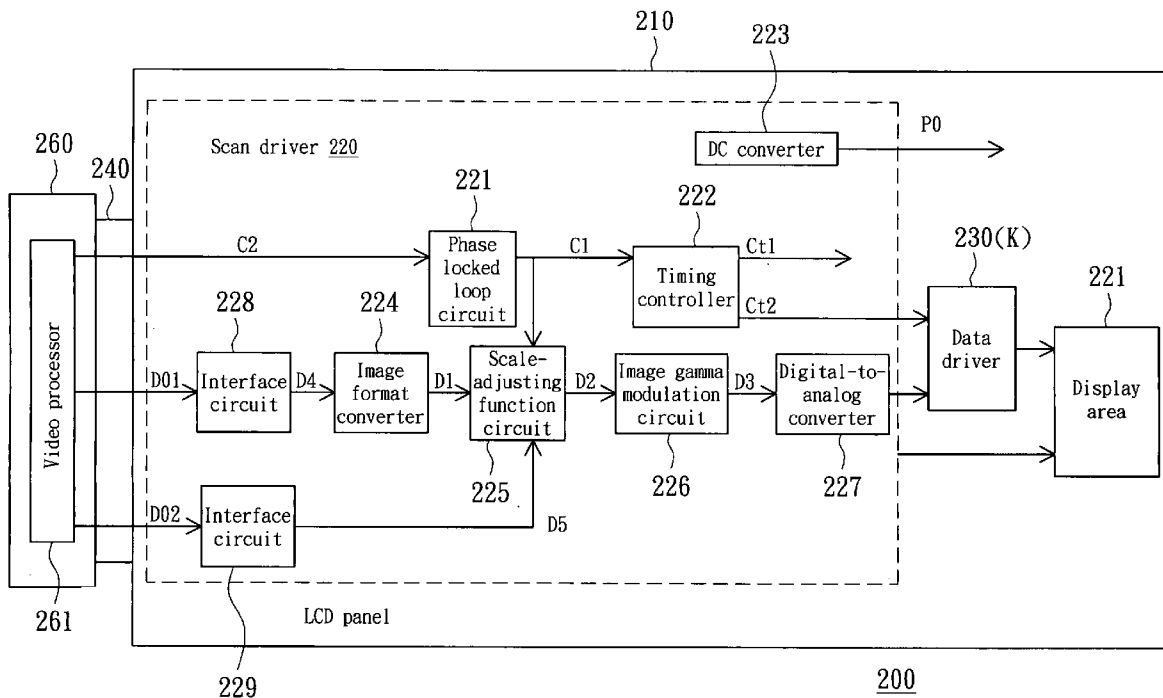 210
223
P0
DC converter
Scan driver 220
260
240
221
222
230(K)
C2
Phase
locked
loop
circuit
C1
Timing
controller
Ct1
Ct2
228
224
221
Video processor
D01
Interface
circuit
D4
Image
format
converter
D1
Scale-
adjusting
function
circuit
D2
Image gamma
modulation
circuit
D3
Digital-to-
analog
converter
Data
driver
Display
area
225
226
227
D02
Interface
circuit
D5
261
229
LCD panel
200